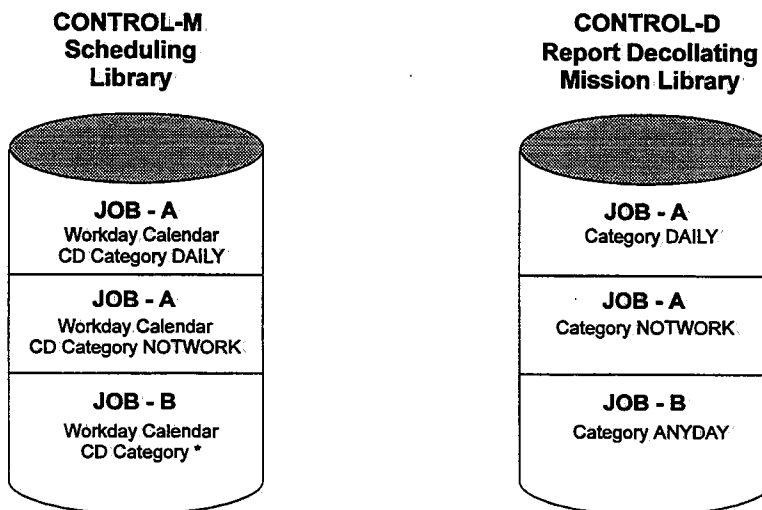 CONTROL-M
Scheduling
Library
JOB - A
Workday Calendar
CD Category DAILY
JOB - A
Workday Calendar
CD Category NOTWORK
JOB - B
Workday Calendar
CD Category *
CONTROL-D
Report Decollating
Mission Library
JOB - A
Category DAILY
JOB - A
Category NOTWORK
JOB - B
Category ANYDAY